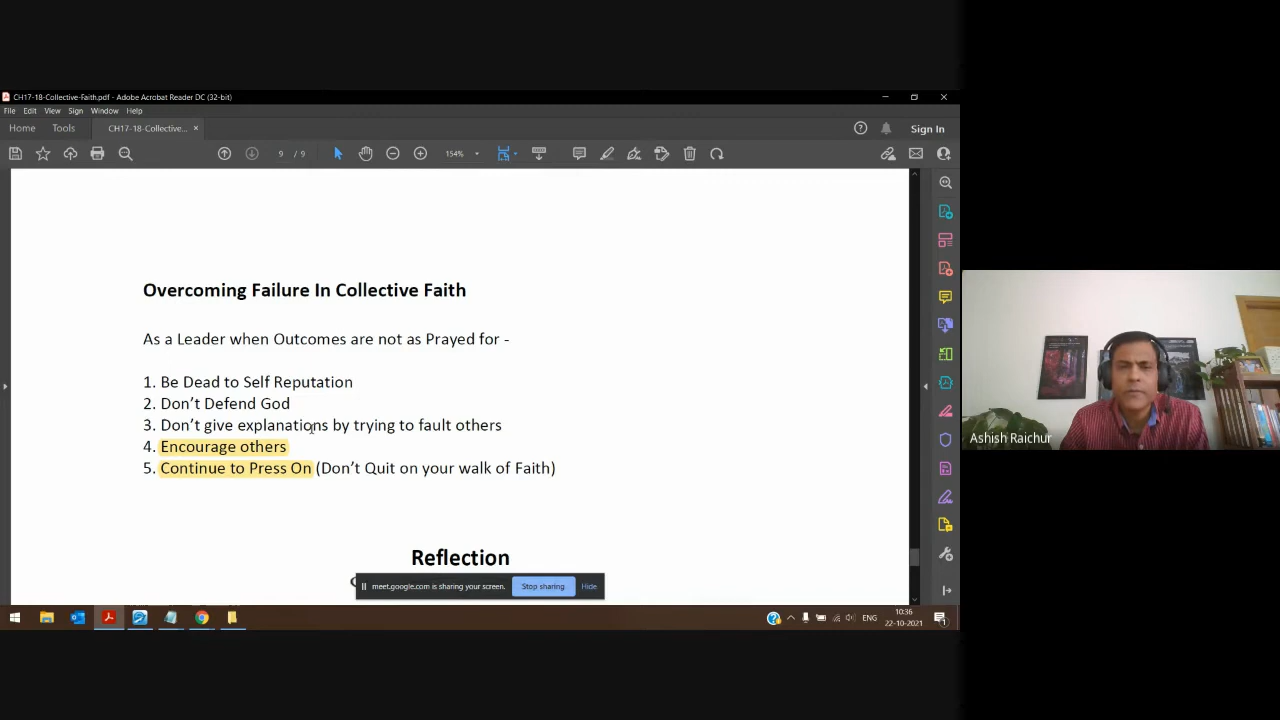 CH17-18-Collective-Faith.pdf - Adobe Acrobat Reader DC (32-bit)
File Edit View Sign Window Help
Home Tools CH17-18-Collective... × Sign In
9 / 9 154%
Overcoming Failure In Collective Faith
As a Leader when Outcomes are not as Prayed for -
1. Be Dead to Self Reputation
2. Don't Defend God
3. Don't give explanations by trying to fault others
4. Encourage others
5. Continue to Press On (Don't Quit on your walk of Faith)
Reflection
meet.google.com is sharing your screen. Stop sharing Hide
ENG 10:36
22-10-2021
Ashish Raichur